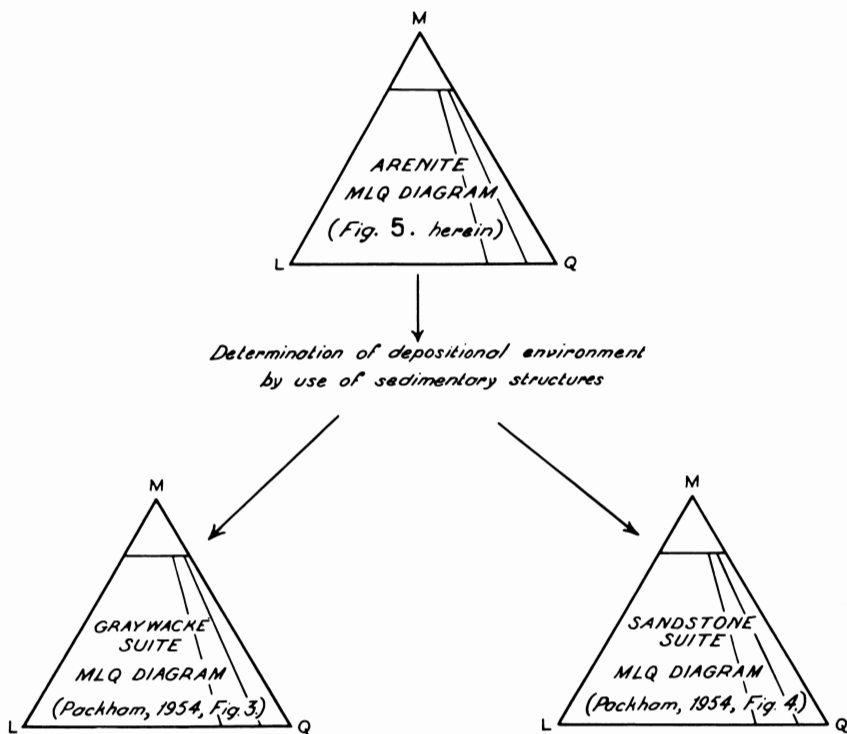 M
ARENITE
MLQ DIAGRAM
(Fig. 5. herein)
L Q
Determination of depositional environment
by use of sedimentary structures
M
GRAYWACKE
SUITE
MLQ DIAGRAM
(Packham, 1954, Fig. 3.)
L Q
M
SANDSTONE
SUITE
MLQ DIAGRAM
(Packham, 1954, Fig. 4.)
L Q